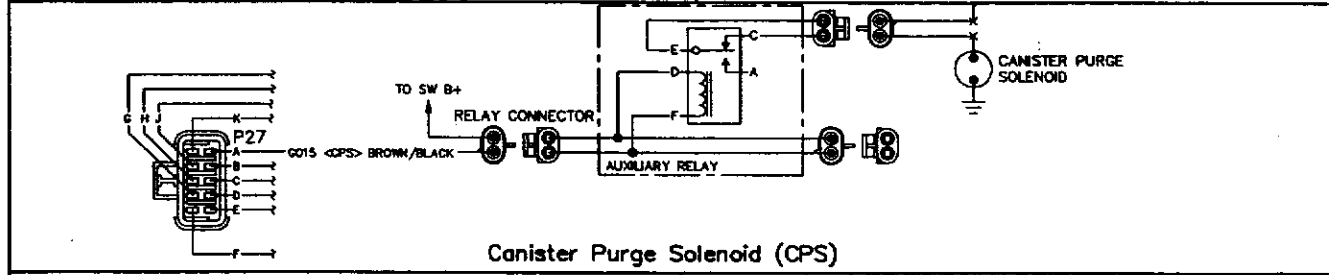 C
E
CANISTER PURGE
SOLENOID
D
A
TO SW B+
G H J
K
RELAY CONNECTOR
F
P27
A
G015 <CPS> BROWN/BLACK
B
AUXILIARY RELAY
C
D
E
F
Canister Purge Solenoid (CPS)